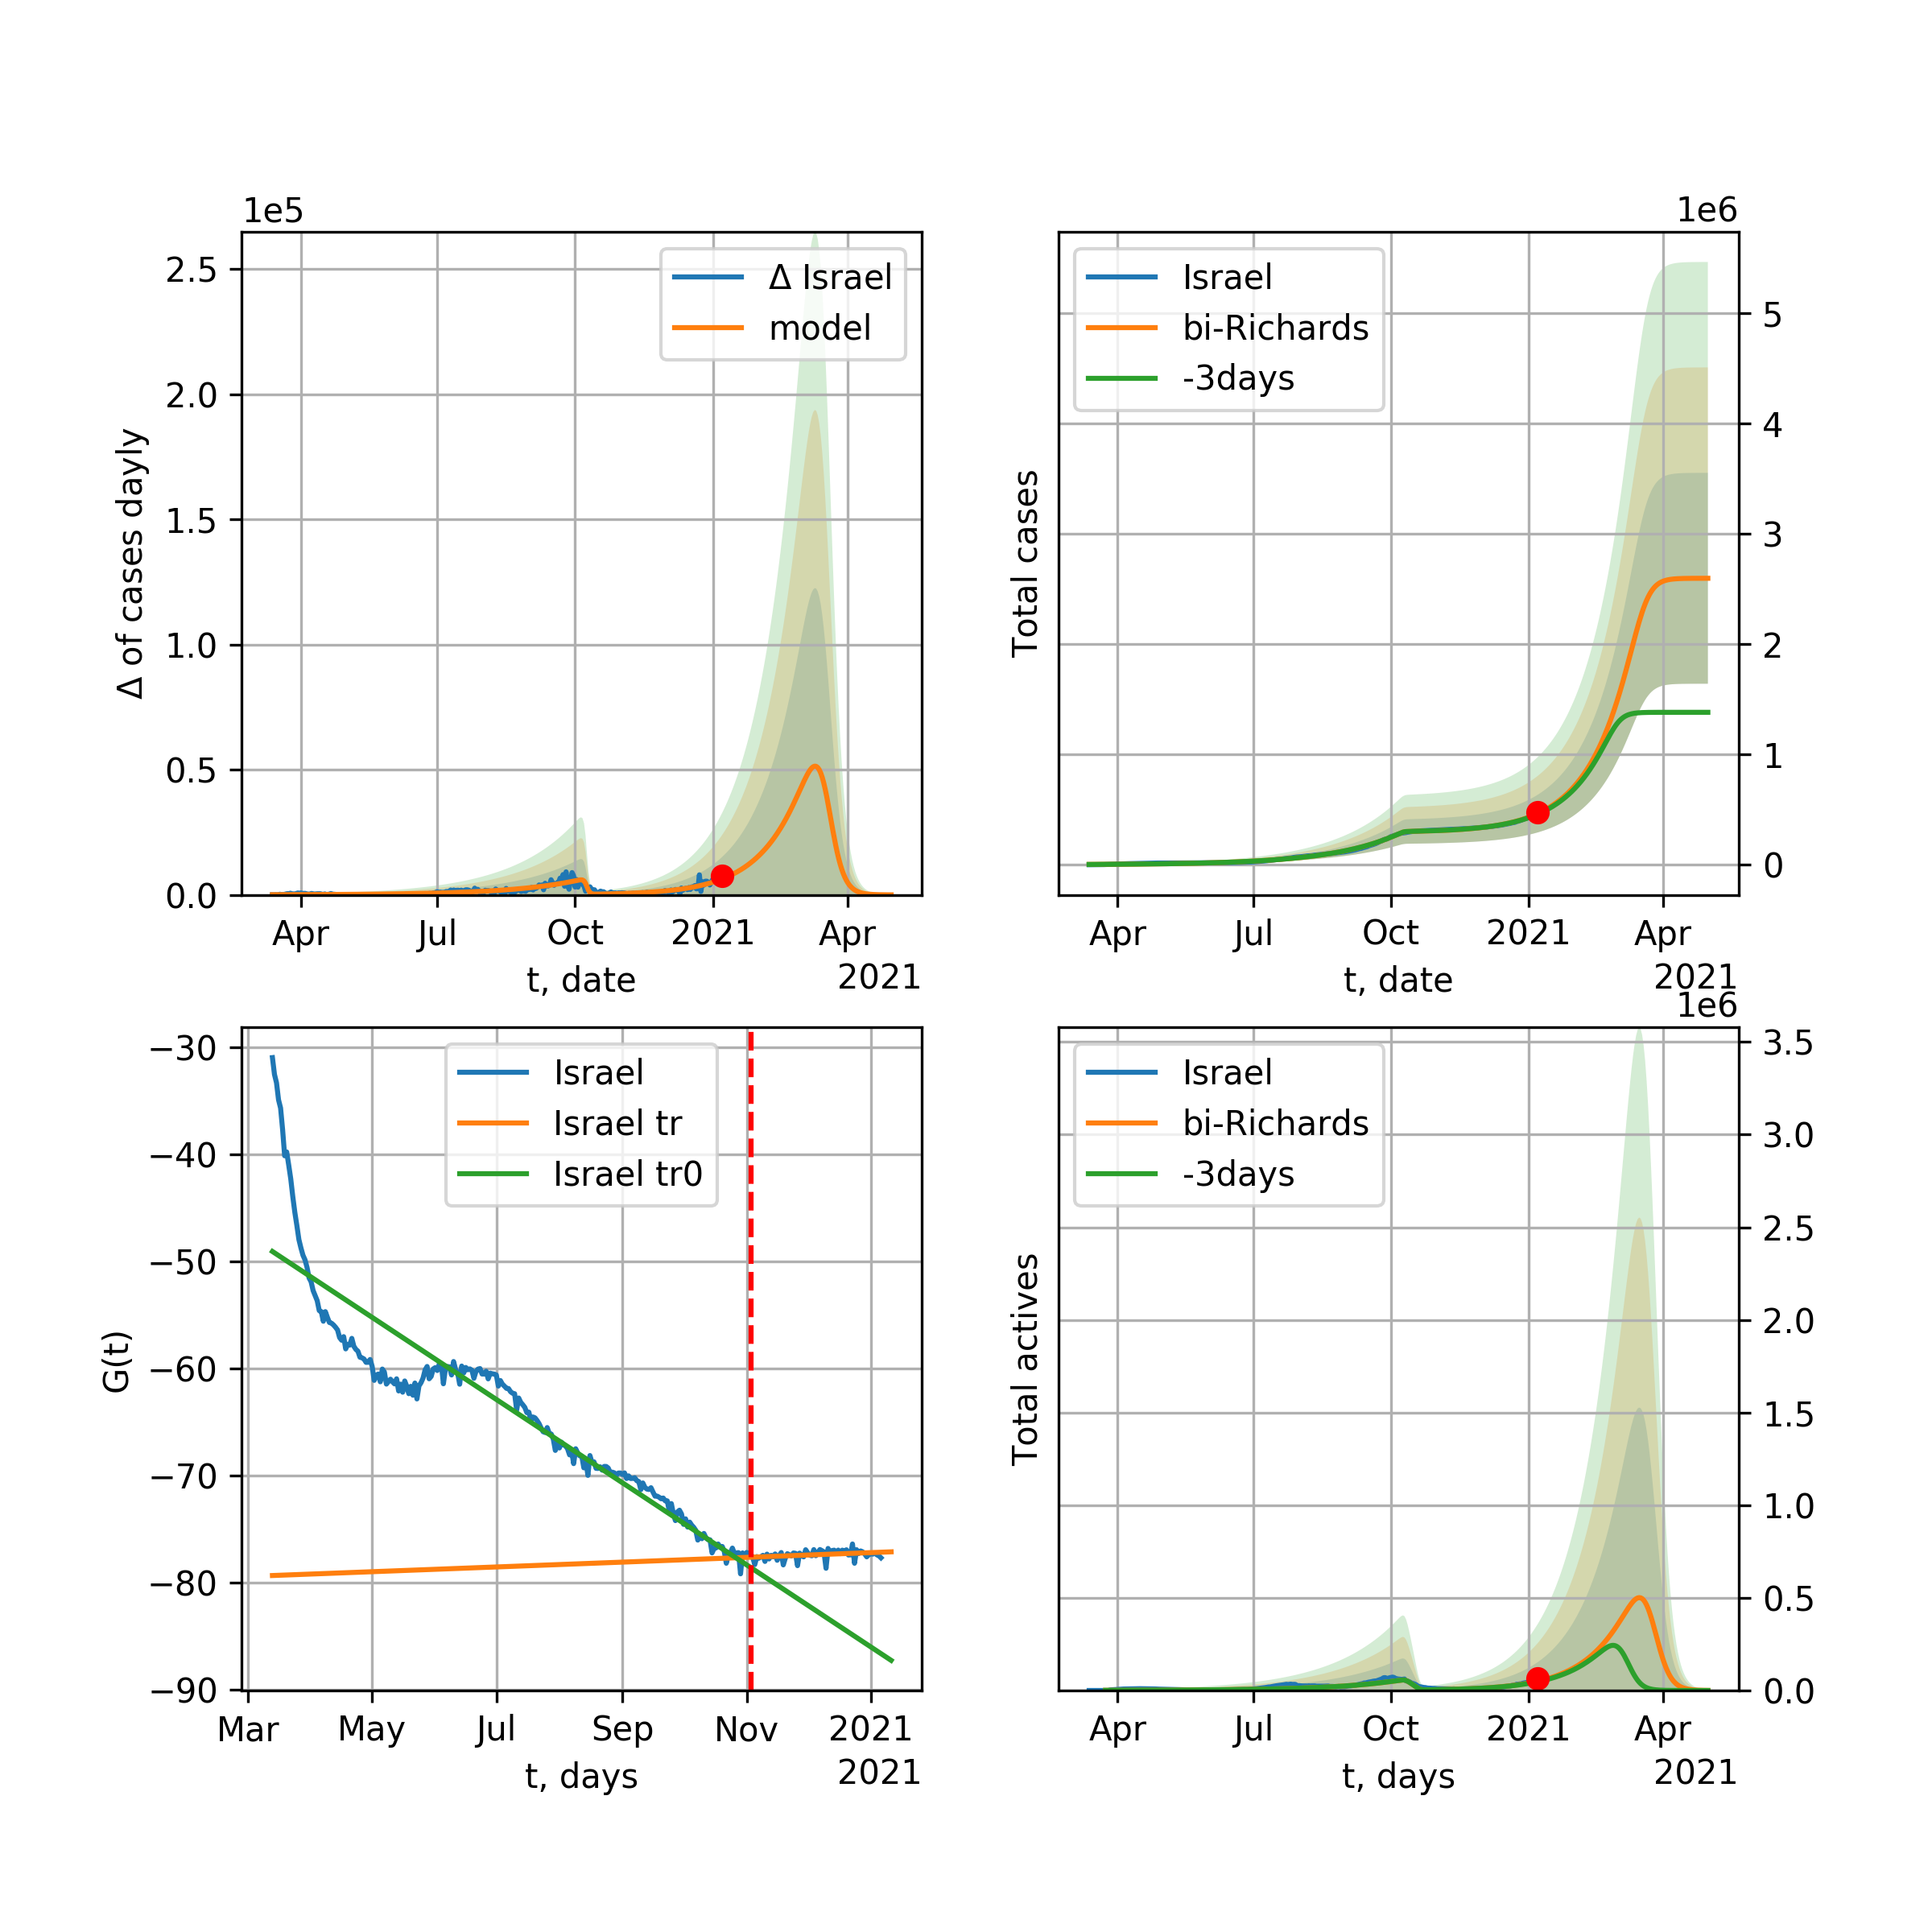 1e5
2.5
2.0
1.5
1.0
0.5
0.0
Δ of cases dayly
Δ Israel
model
Apr
Jul
Oct
2021
Apr
t, date
2021
1e6
Israel
bi-Richards
-3days
Total cases
5
4
3
2
1
0
Apr
Jul
Oct
2021
Apr
t, date
2021
−30
−40
−50
−60
−70
−80
−90
G(t)
Israel
Israel tr
Israel tr0
Mar
May
Jul
Sep
Nov
2021
t, days
2021
1e6
Israel
bi-Richards
-3days
Total actives
3.5
3.0
2.5
2.0
1.5
1.0
0.5
0.0
Apr
Jul
Oct
2021
Apr
t, days
2021